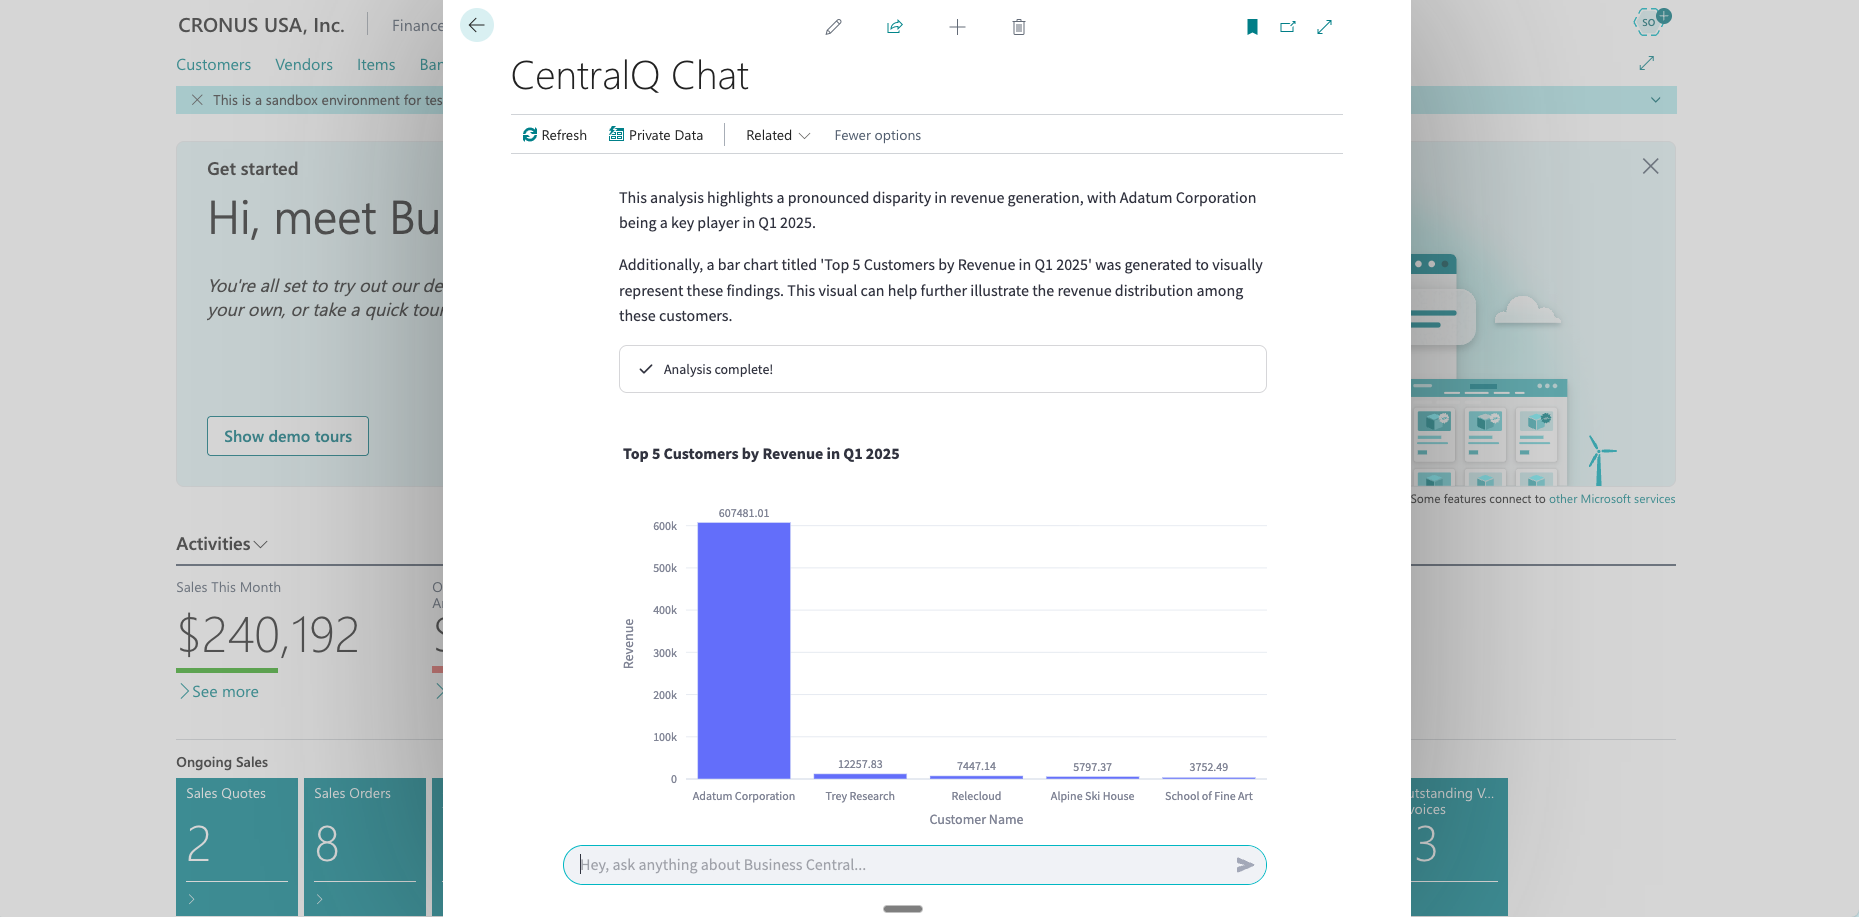 CRONUS USA, Inc.
Finance
Customers
Vendors
Items
This is a sandbox environment for
Get started
Hi, meet
You're all set to try out our
your own, or take a quick
Show demo tours
Activities
Sales This Month
$240,192
See more
Ongoing Sales
Sales Quotes
2
Sales Orders
8
CentralQ Chat
Refresh
Private Data
Related
Fewer options
This analysis highlights a pronounced disparity in revenue generation, with Adatum Corporation
being a key player in Q1 2025.
Additionally, a bar chart titled 'Top 5 Customers by Revenue in Q1 2025' was generated to visually
represent these findings. This visual can help further illustrate the revenue distribution among
these customers.
Analysis complete!
Top 5 Customers by Revenue in Q1 2025
Revenue
600k
500k
400k
300k
200k
100k
0
607481.01
12257.83
7447.14
5797.37
3752.49
Adatum Corporation
Trey Research
Relecloud
Alpine Ski House
School of Fine Art
Customer Name
Hey, ask anything about Business Central...
SO
Some features connect to other Microsoft services
utstanding V...
voices
3